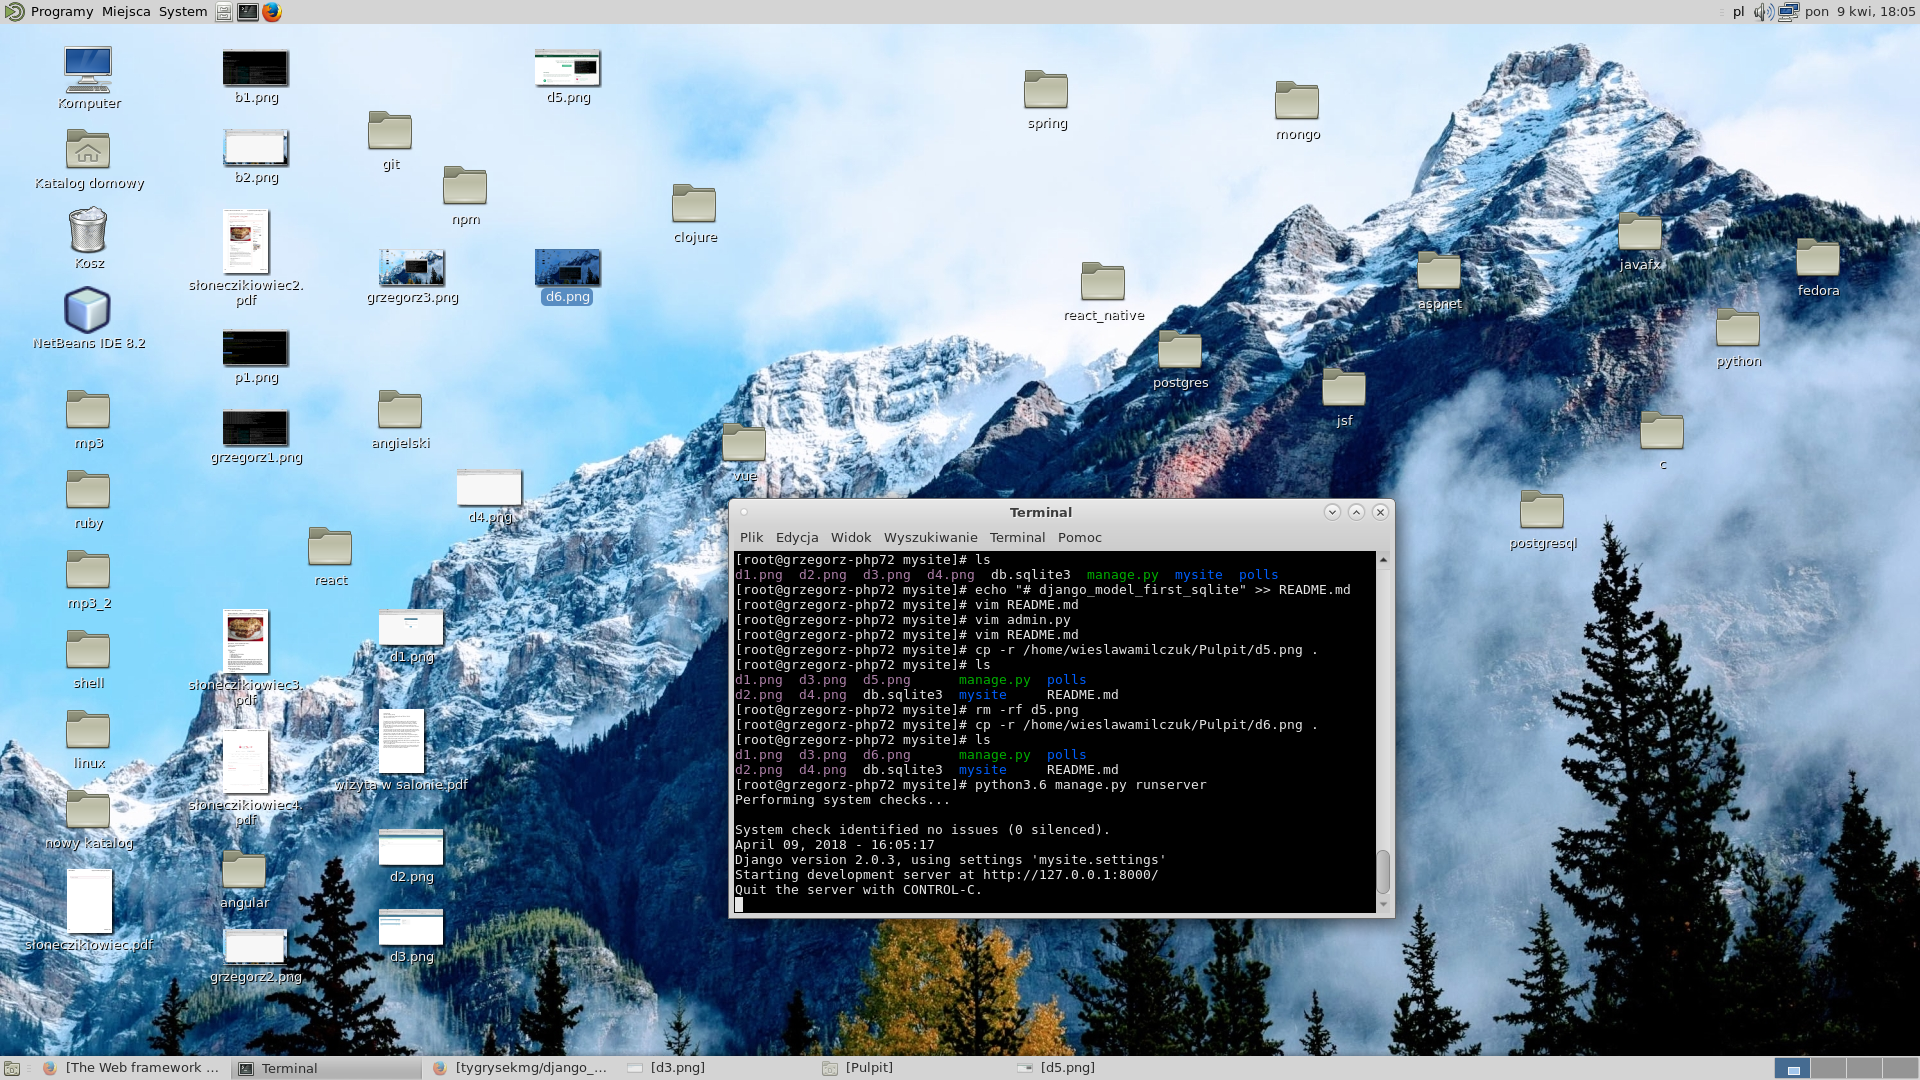 Programy Miejsca System
pl pon 9 kwi, 18:05
Komputer
b1.png
d5.png
spring
mongo
Katalog domowy
b2.png
git
npm
clojure
Kosz
słoneczikiowiec2.
pdf
grzegorz3.png
d6.png
react_native
aspnet
javafx
fedora
NetBeans IDE 8.2
p1.png
postgres
python
mp3
grzegorz1.png
angielski
vue
jsf
c
ruby
d4.png
postgresql
react
mp3_2
shell
słoneczikiowiec3.
pdf
d1.png
linux
słoneczikiowiec4.
pdf
wizyta w salonie.pdf
nowy katalog
angular
d2.png
słoneczikiowiec.pdf
grzegorz2.png
d3.png
Terminal
Plik Edycja Widok Wyszukiwanie Terminal Pomoc
[root@grzegorz-php72 mysite]# ls
d1.png d2.png d3.png d4.png db.sqlite3 manage.py mysite polls
[root@grzegorz-php72 mysite]# echo "# django_model_first_sqlite" >> README.md
[root@grzegorz-php72 mysite]# vim README.md
[root@grzegorz-php72 mysite]# vim admin.py
[root@grzegorz-php72 mysite]# vim README.md
[root@grzegorz-php72 mysite]# cp -r /home/wieslawamilczuk/Pulpit/d5.png .
[root@grzegorz-php72 mysite]# ls
d1.png d3.png d5.png manage.py polls
d2.png d4.png db.sqlite3 mysite README.md
[root@grzegorz-php72 mysite]# rm -rf d5.png
[root@grzegorz-php72 mysite]# cp -r /home/wieslawamilczuk/Pulpit/d6.png .
[root@grzegorz-php72 mysite]# ls
d1.png d3.png d6.png manage.py polls
d2.png d4.png db.sqlite3 mysite README.md
[root@grzegorz-php72 mysite]# python3.6 manage.py runserver
Performing system checks...
System check identified no issues (0 silenced).
April 09, 2018 - 16:05:17
Django version 2.0.3, using settings 'mysite.settings'
Starting development server at http://127.0.0.1:8000/
Quit the server with CONTROL-C.
[The Web framework ... Terminal [tygrysekmg/django_... [d3.png] [Pulpit] [d5.png]